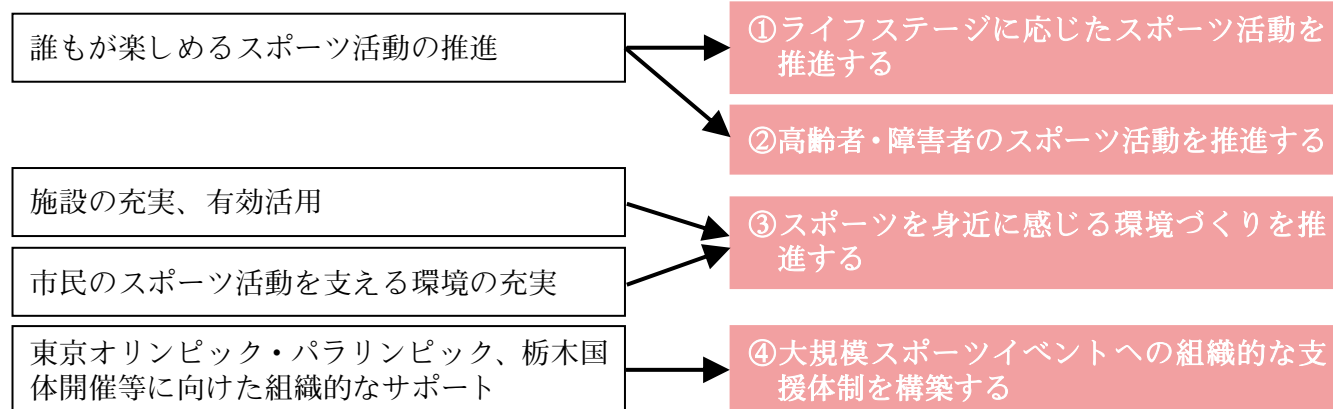 誰もが楽しめるスポーツ活動の推進
①ライフステージに応じたスポーツ活動を
推進する
②高齢者・障害者のスポーツ活動を推進する
施設の充実、有効活用
市民のスポーツ活動を支える環境の充実
③スポーツを身近に感じる環境づくりを推
進する
東京オリンピック・パラリンピック、栃木国
体開催等に向けた組織的なサポート
④大規模スポーツイベントへの組織的な支
援体制を構築する